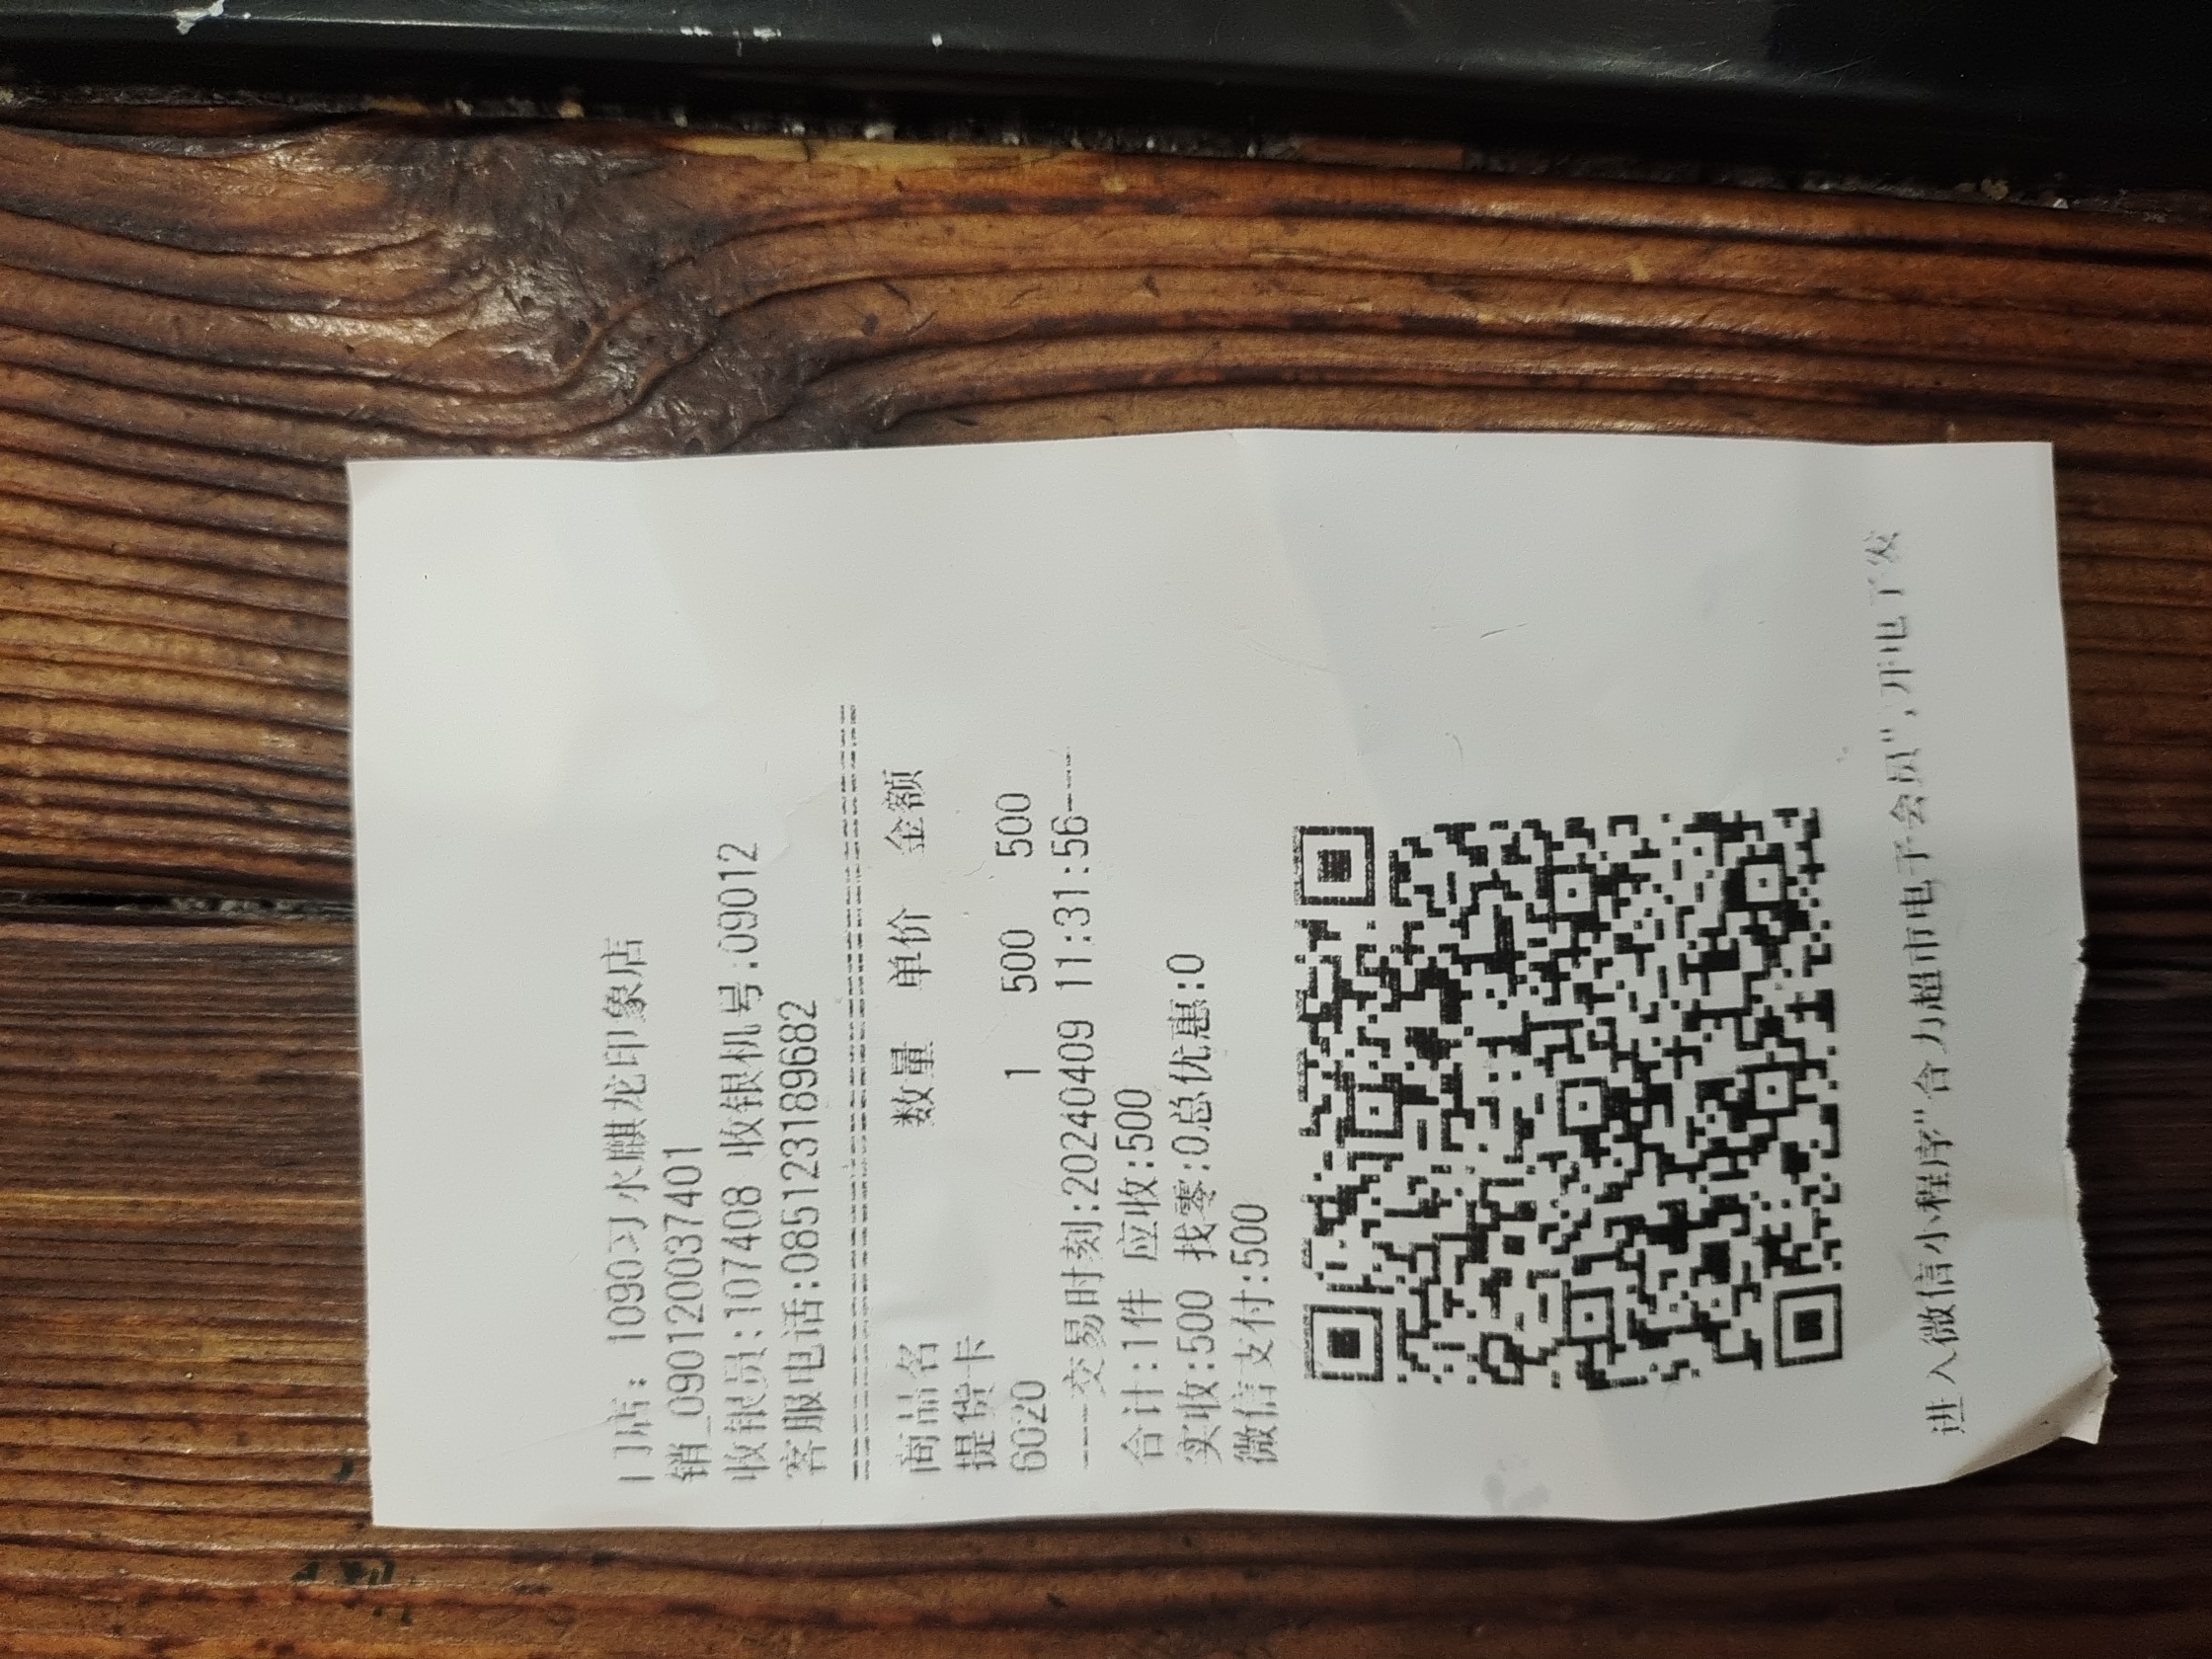 门店：1090习水麒龙印象店
销_090120037401
收银员:107408 收银机号:09012
客服电话:085123189682
商品名 数量 单价 金额
提货卡
6020 1 500 500
----交易时刻:20240409 11:31:56----
合计:1件 应收:500
实收:500 找零:0总优惠:0
微信支付:500
进入微信小程序"合力超市电子会员",开电子发